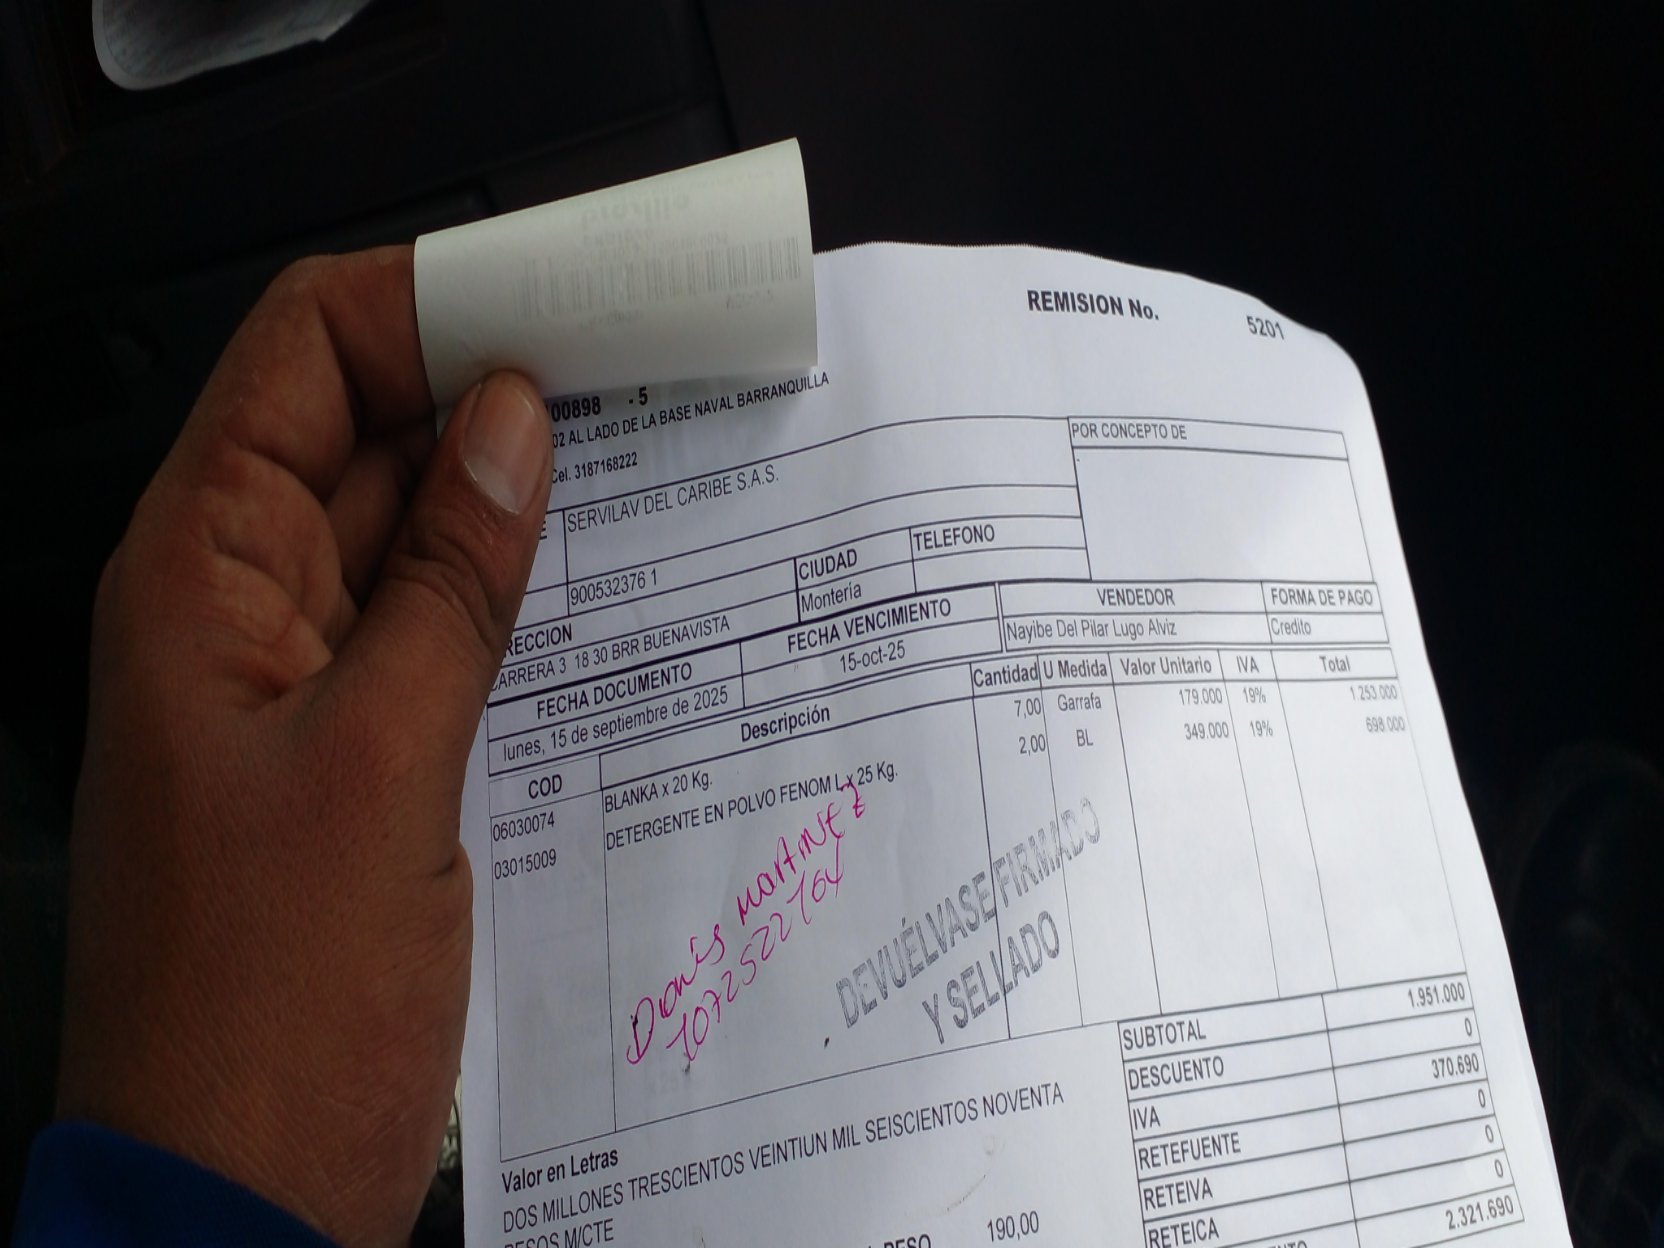 REMISION No. 5201
00898 - 5
02 AL LADO DE LA BASE NAVAL BARRANQUILLA
Cel. 3187168222
POR CONCEPTO DE
SERVILAV DEL CARIBE S.A.S.
900532376 1
CIUDAD
TELEFONO
Montería
RECCION
CARRERA 3 18 30 BRR BUENAVISTA
VENDEDOR
FORMA DE PAGO
Nayibe Del Pilar Lugo Alviz
Credito
FECHA DOCUMENTO
FECHA VENCIMIENTO
lunes, 15 de septiembre de 2025
15-oct-25
COD Descripción Cantidad U Medida Valor Unitario IVA Total
06030074 BLANKA x 20 Kg. 7,00 Garrafa 179.000 19% 1.253.000
03015009 DETERGENTE EN POLVO FENOM L x 25 Kg. 2,00 BL 349.000 19% 698.000
Dionis Martinez
1072522764
DEVUÉLVASE FIRMADO
Y SELLADO
SUBTOTAL 1.951.000
DESCUENTO 0
IVA 370.690
RETEFUENTE 0
RETEIVA 0
RETEICA 0
2.321.690
Valor en Letras
DOS MILLONES TRESCIENTOS VEINTIUN MIL SEISCIENTOS NOVENTA
PESOS M/CTE
PESO 190,00